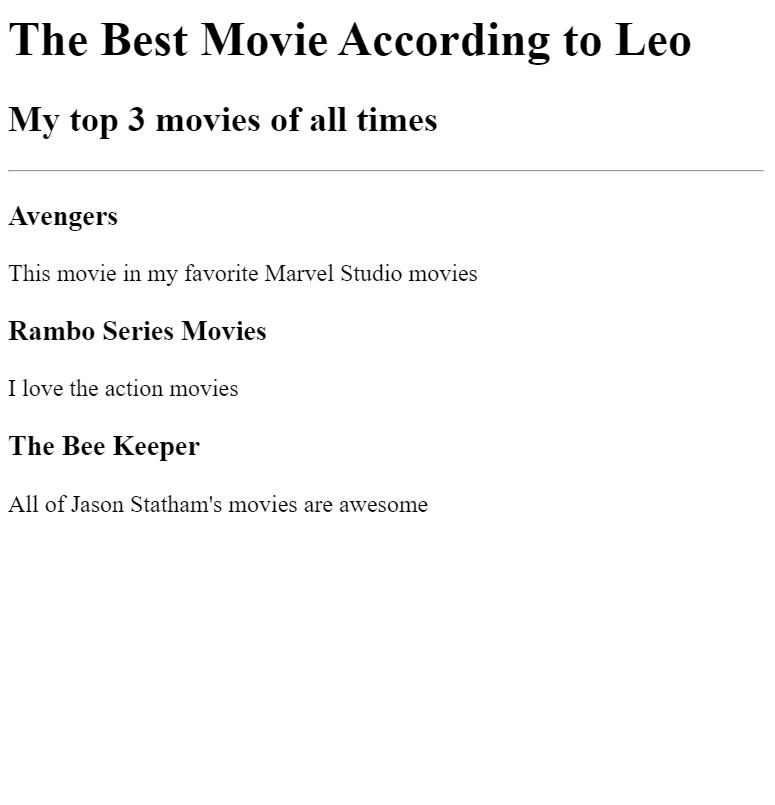 The Best Movie According to Leo
My top 3 movies of all times
Avengers
This movie in my favorite Marvel Studio movies
Rambo Series Movies
I love the action movies
The Bee Keeper
All of Jason Statham's movies are awesome